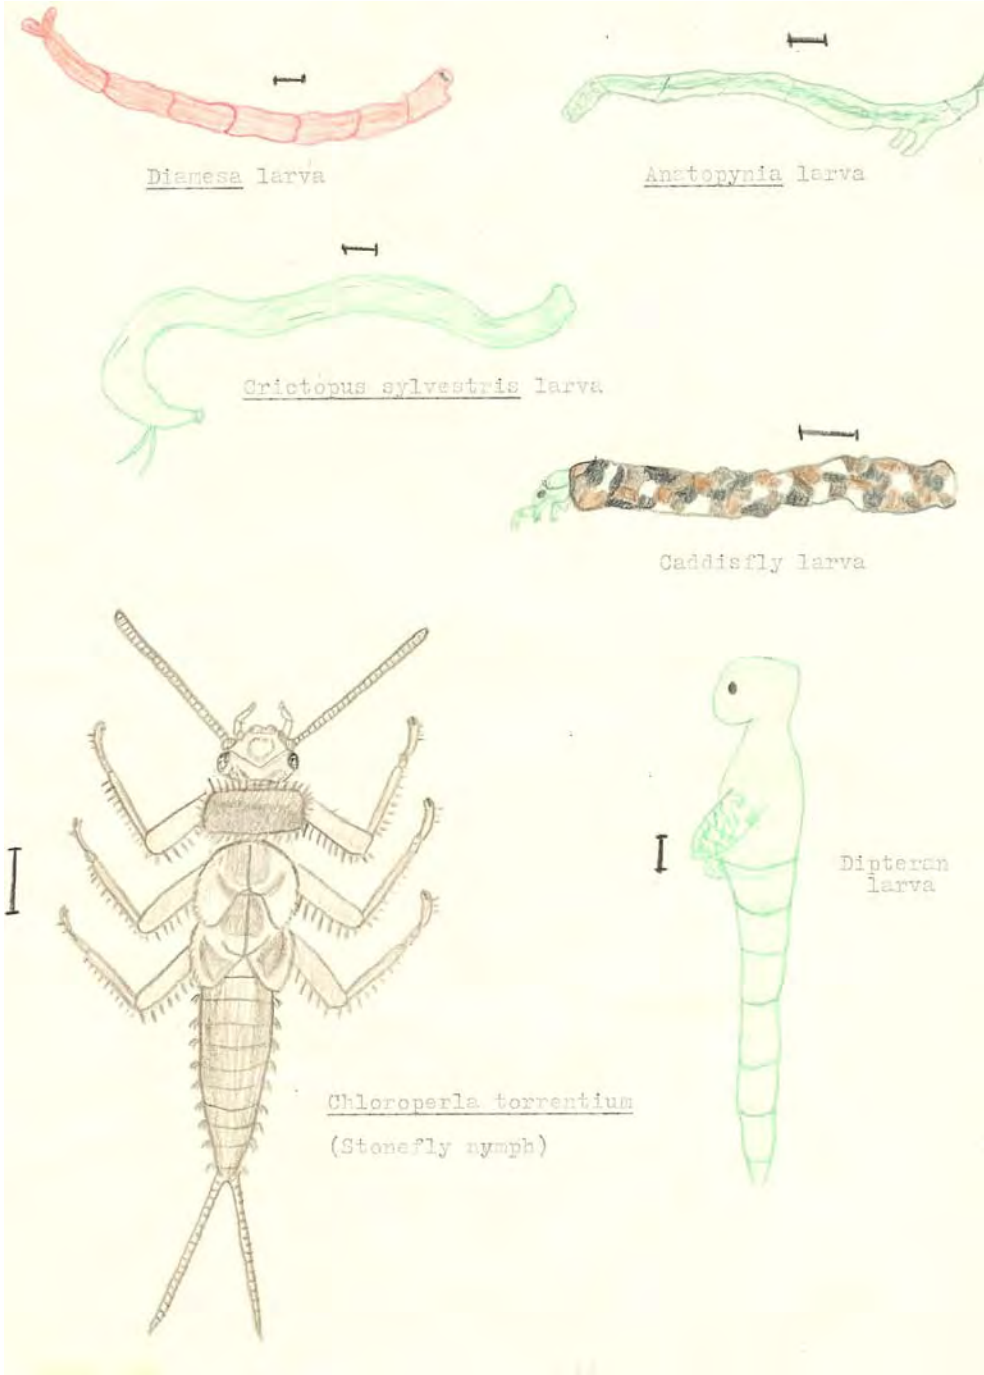 Diamesa larva
Anatopynia larva
Crictopus sylvestris larva
Caddisfly larva
Dipteran
larva
Chloroperla torrentium
(Stonefly nymph)